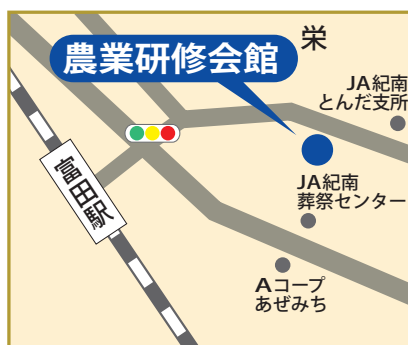 農業研修会館
栄
JA紀南
とんだ支所
富田駅
JA紀南
葬祭センター
Aコープ
あぜみち